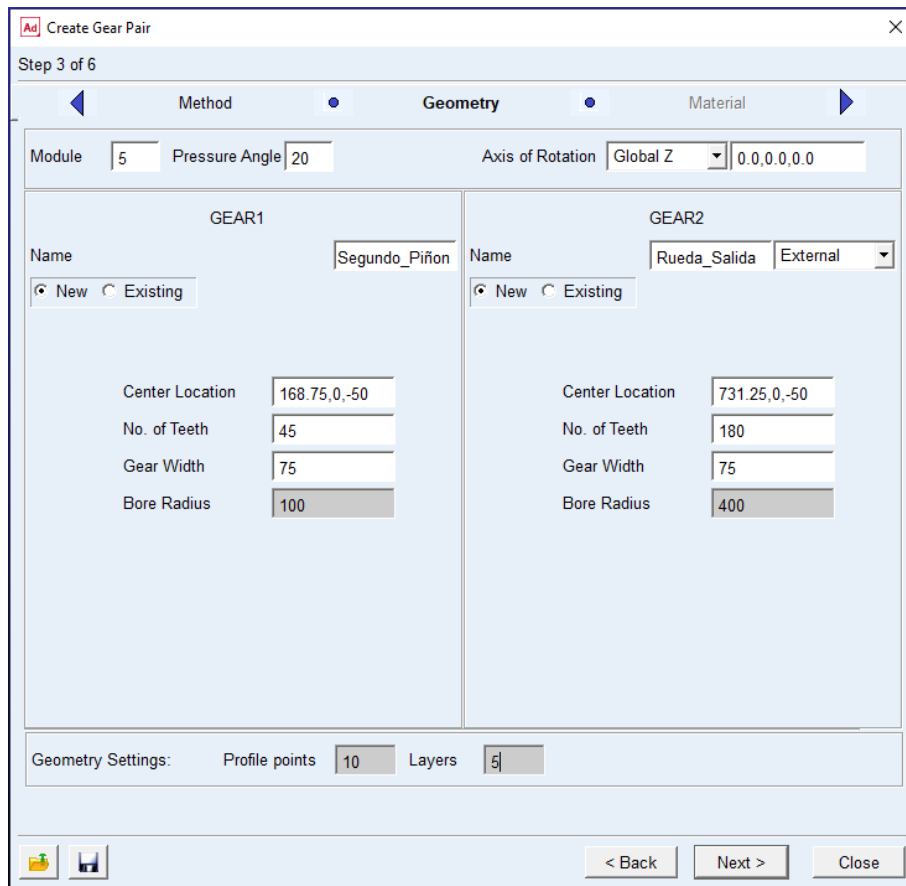 Ad Create Gear Pair
Step 3 of 6
Method Geometry Material
Module 5 Pressure Angle 20 Axis of Rotation Global Z 0.0,0.0,0.0
GEAR1
Name Segundo_Piñon
New Existing
Center Location 168.75,0,-50
No. of Teeth 45
Gear Width 75
Bore Radius 100
GEAR2
Name Rueda_Salida External
New Existing
Center Location 731.25,0,-50
No. of Teeth 180
Gear Width 75
Bore Radius 400
Geometry Settings: Profile points 10 Layers 5
< Back Next > Close